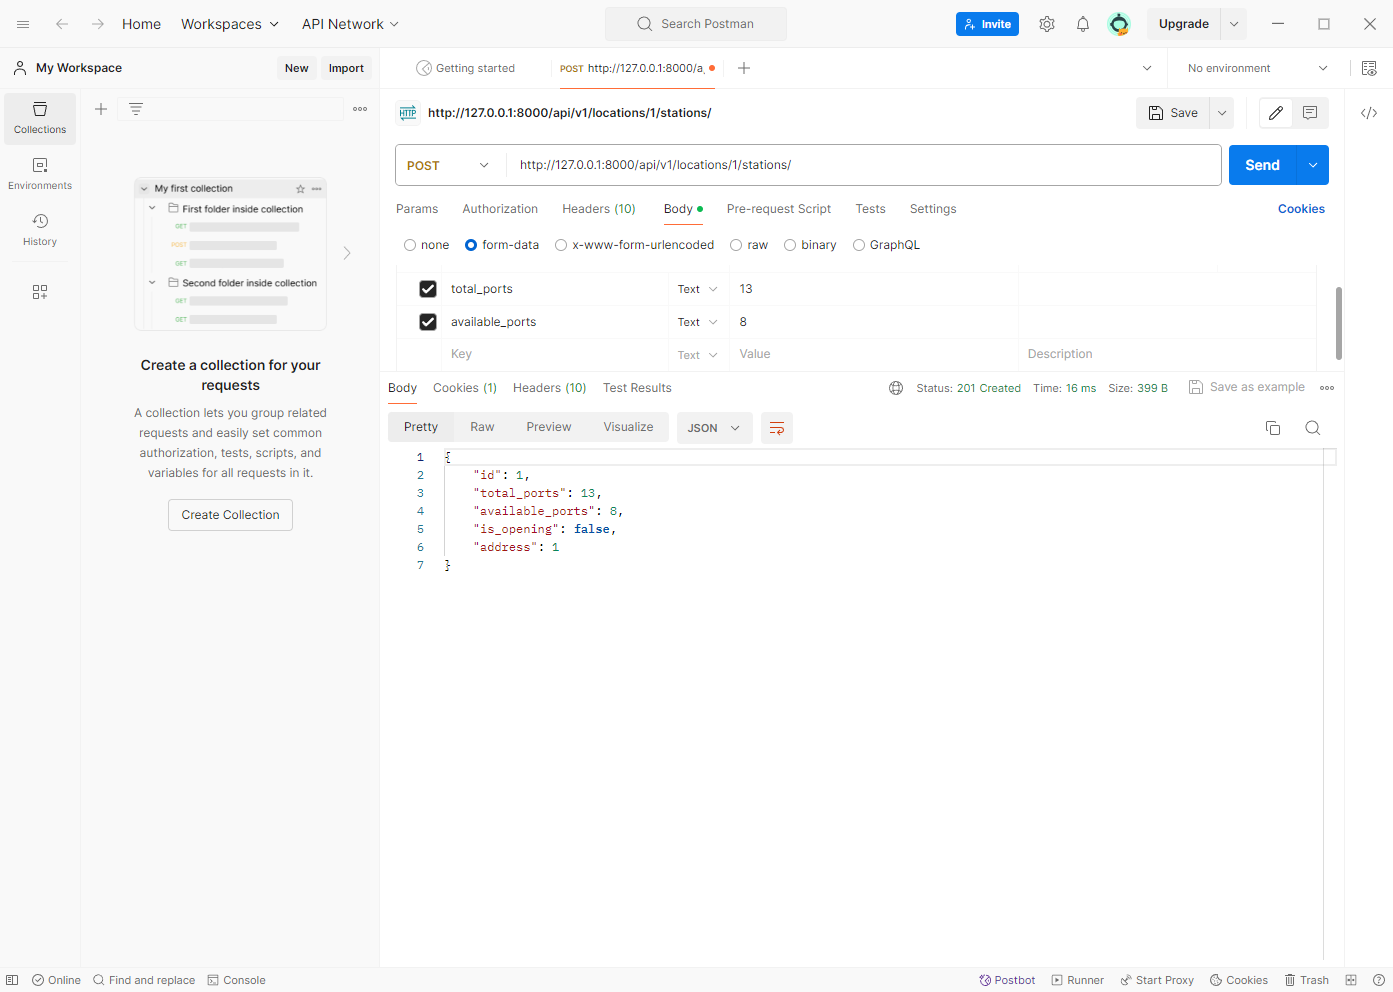 Home Workspaces API Network Search Postman Invite Upgrade
My Workspace New Import Getting started POST http://127.0.0.1:8000/a No environment
Collections
Environments
History
My first collection
First folder inside collection
GET
POST
GET
Second folder inside collection
GET
GET
Create a collection for your
requests
A collection lets you group related
requests and easily set common
authorization, tests, scripts, and
variables for all requests in it.
Create Collection
HTTP http://127.0.0.1:8000/api/v1/locations/1/stations/ Save
POST http://127.0.0.1:8000/api/v1/locations/1/stations/ Send
Params Authorization Headers (10) Body Pre-request Script Tests Settings Cookies
none form-data x-www-form-urlencoded raw binary GraphQL
total_ports Text 13
available_ports Text 8
Key Text Value Description
Body Cookies (1) Headers (10) Test Results Status: 201 Created Time: 16 ms Size: 399 B Save as example
Pretty Raw Preview Visualize JSON
1 {
2 "id": 1,
3 "total_ports": 13,
4 "available_ports": 8,
5 "is_opening": false,
6 "address": 1
7 }
Online Find and replace Console Postbot Runner Start Proxy Cookies Trash